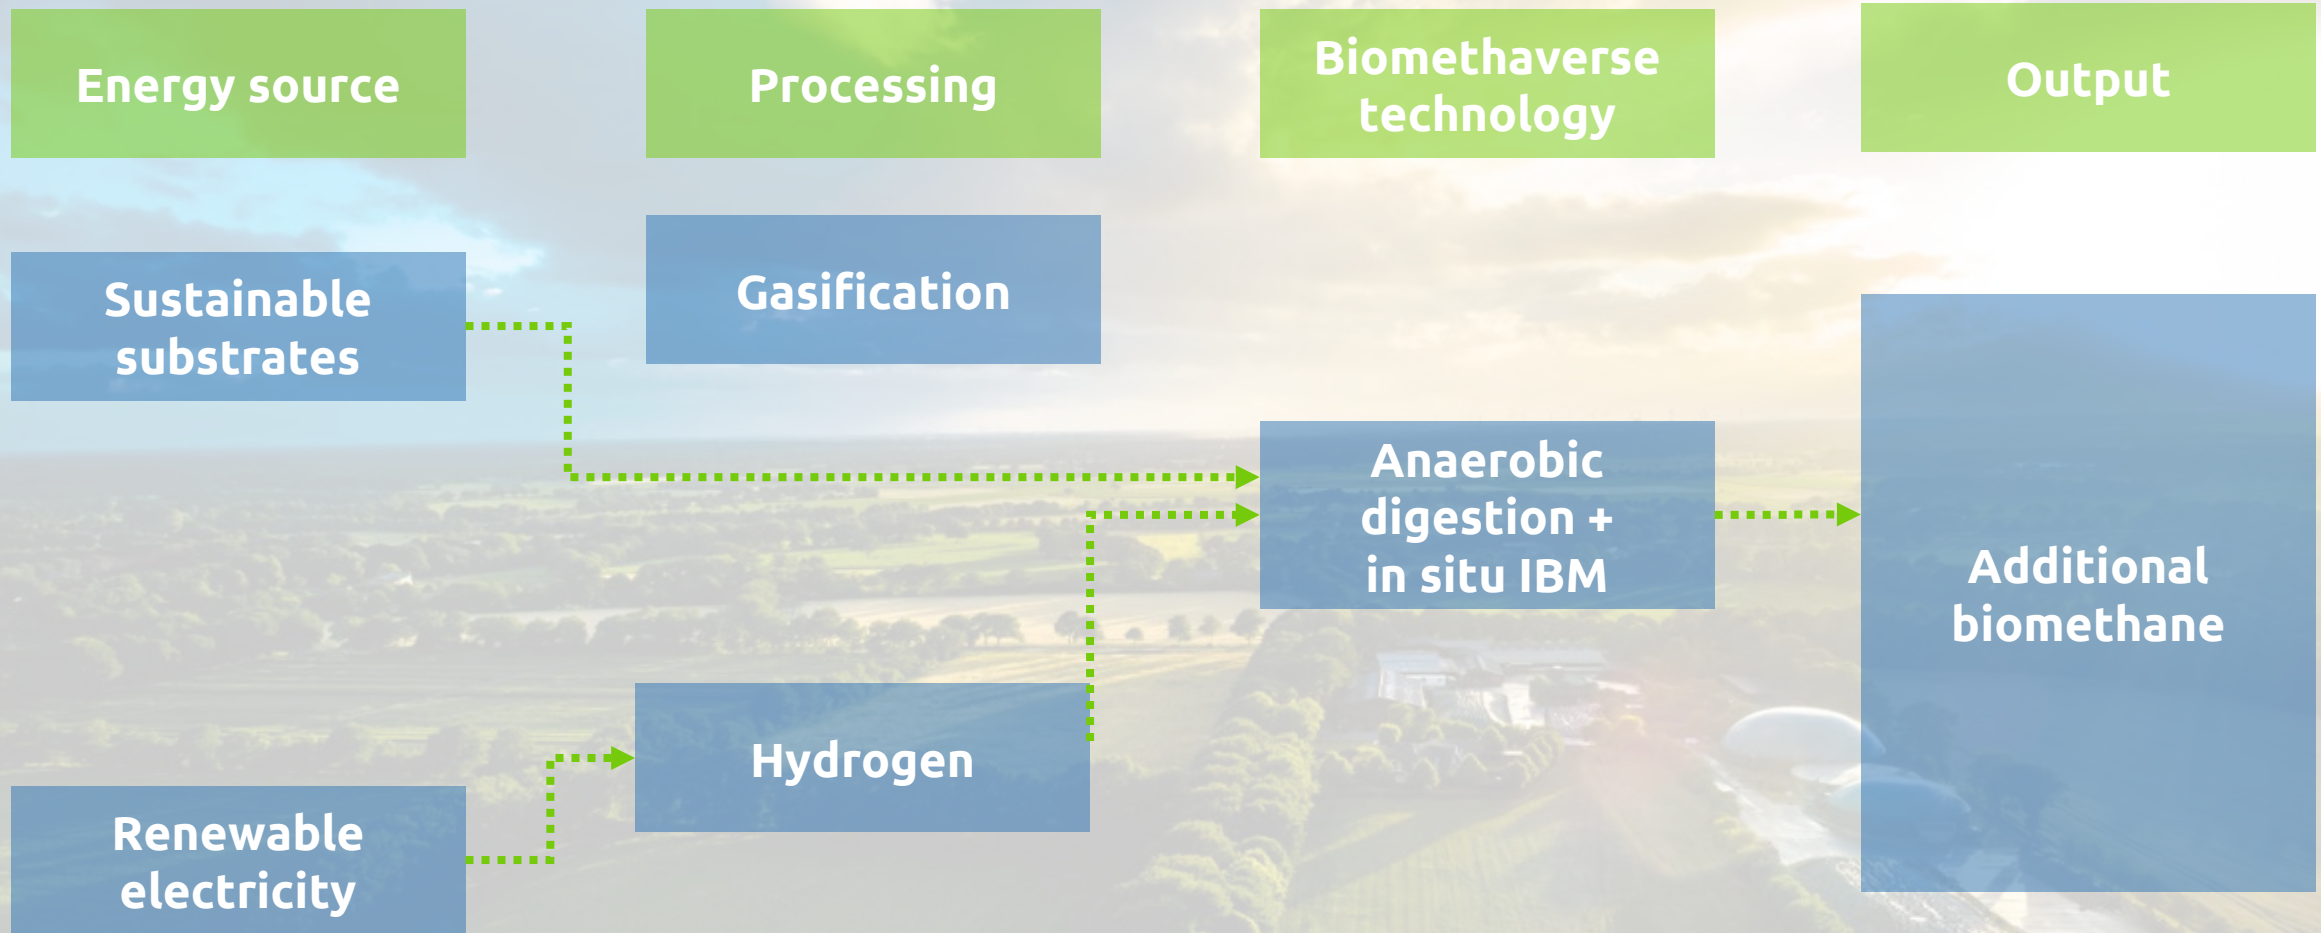 Energy source
Processing
Biomethaverse
technology
Output
Sustainable
substrates
Gasification
Anaerobic
digestion +
in situ IBM
Additional
biomethane
Hydrogen
Renewable
electricity